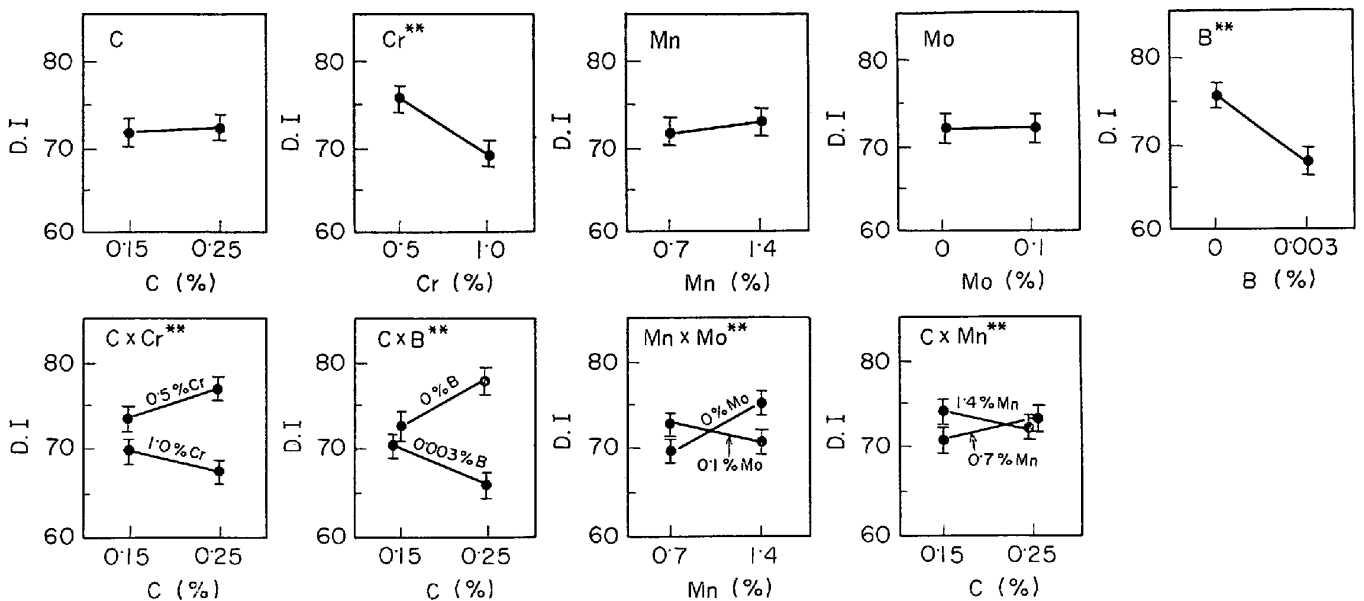 C
80
70
60
D. I
0.15 0.25
C (%)
Cr**
80
70
60
D. I
0.5 1.0
Cr (%)
Mn
80
70
60
D. I
0.7 1.4
Mn (%)
Mo
80
70
60
D. I
0 0.1
Mo (%)
B**
80
70
60
D. I
0 0.003
B (%)
C x Cr**
80
70
60
D. I
0.5%Cr
1.0%Cr
0.15 0.25
C (%)
C x B**
80
70
60
D. I
0%B
0.003%B
0.15 0.25
C (%)
Mn x Mo**
80
70
60
D. I
0%Mo
0.1%Mo
0.7 1.4
Mn (%)
C x Mn**
80
70
60
D. I
1.4%Mn
0.7%Mn
0.15 0.25
C (%)